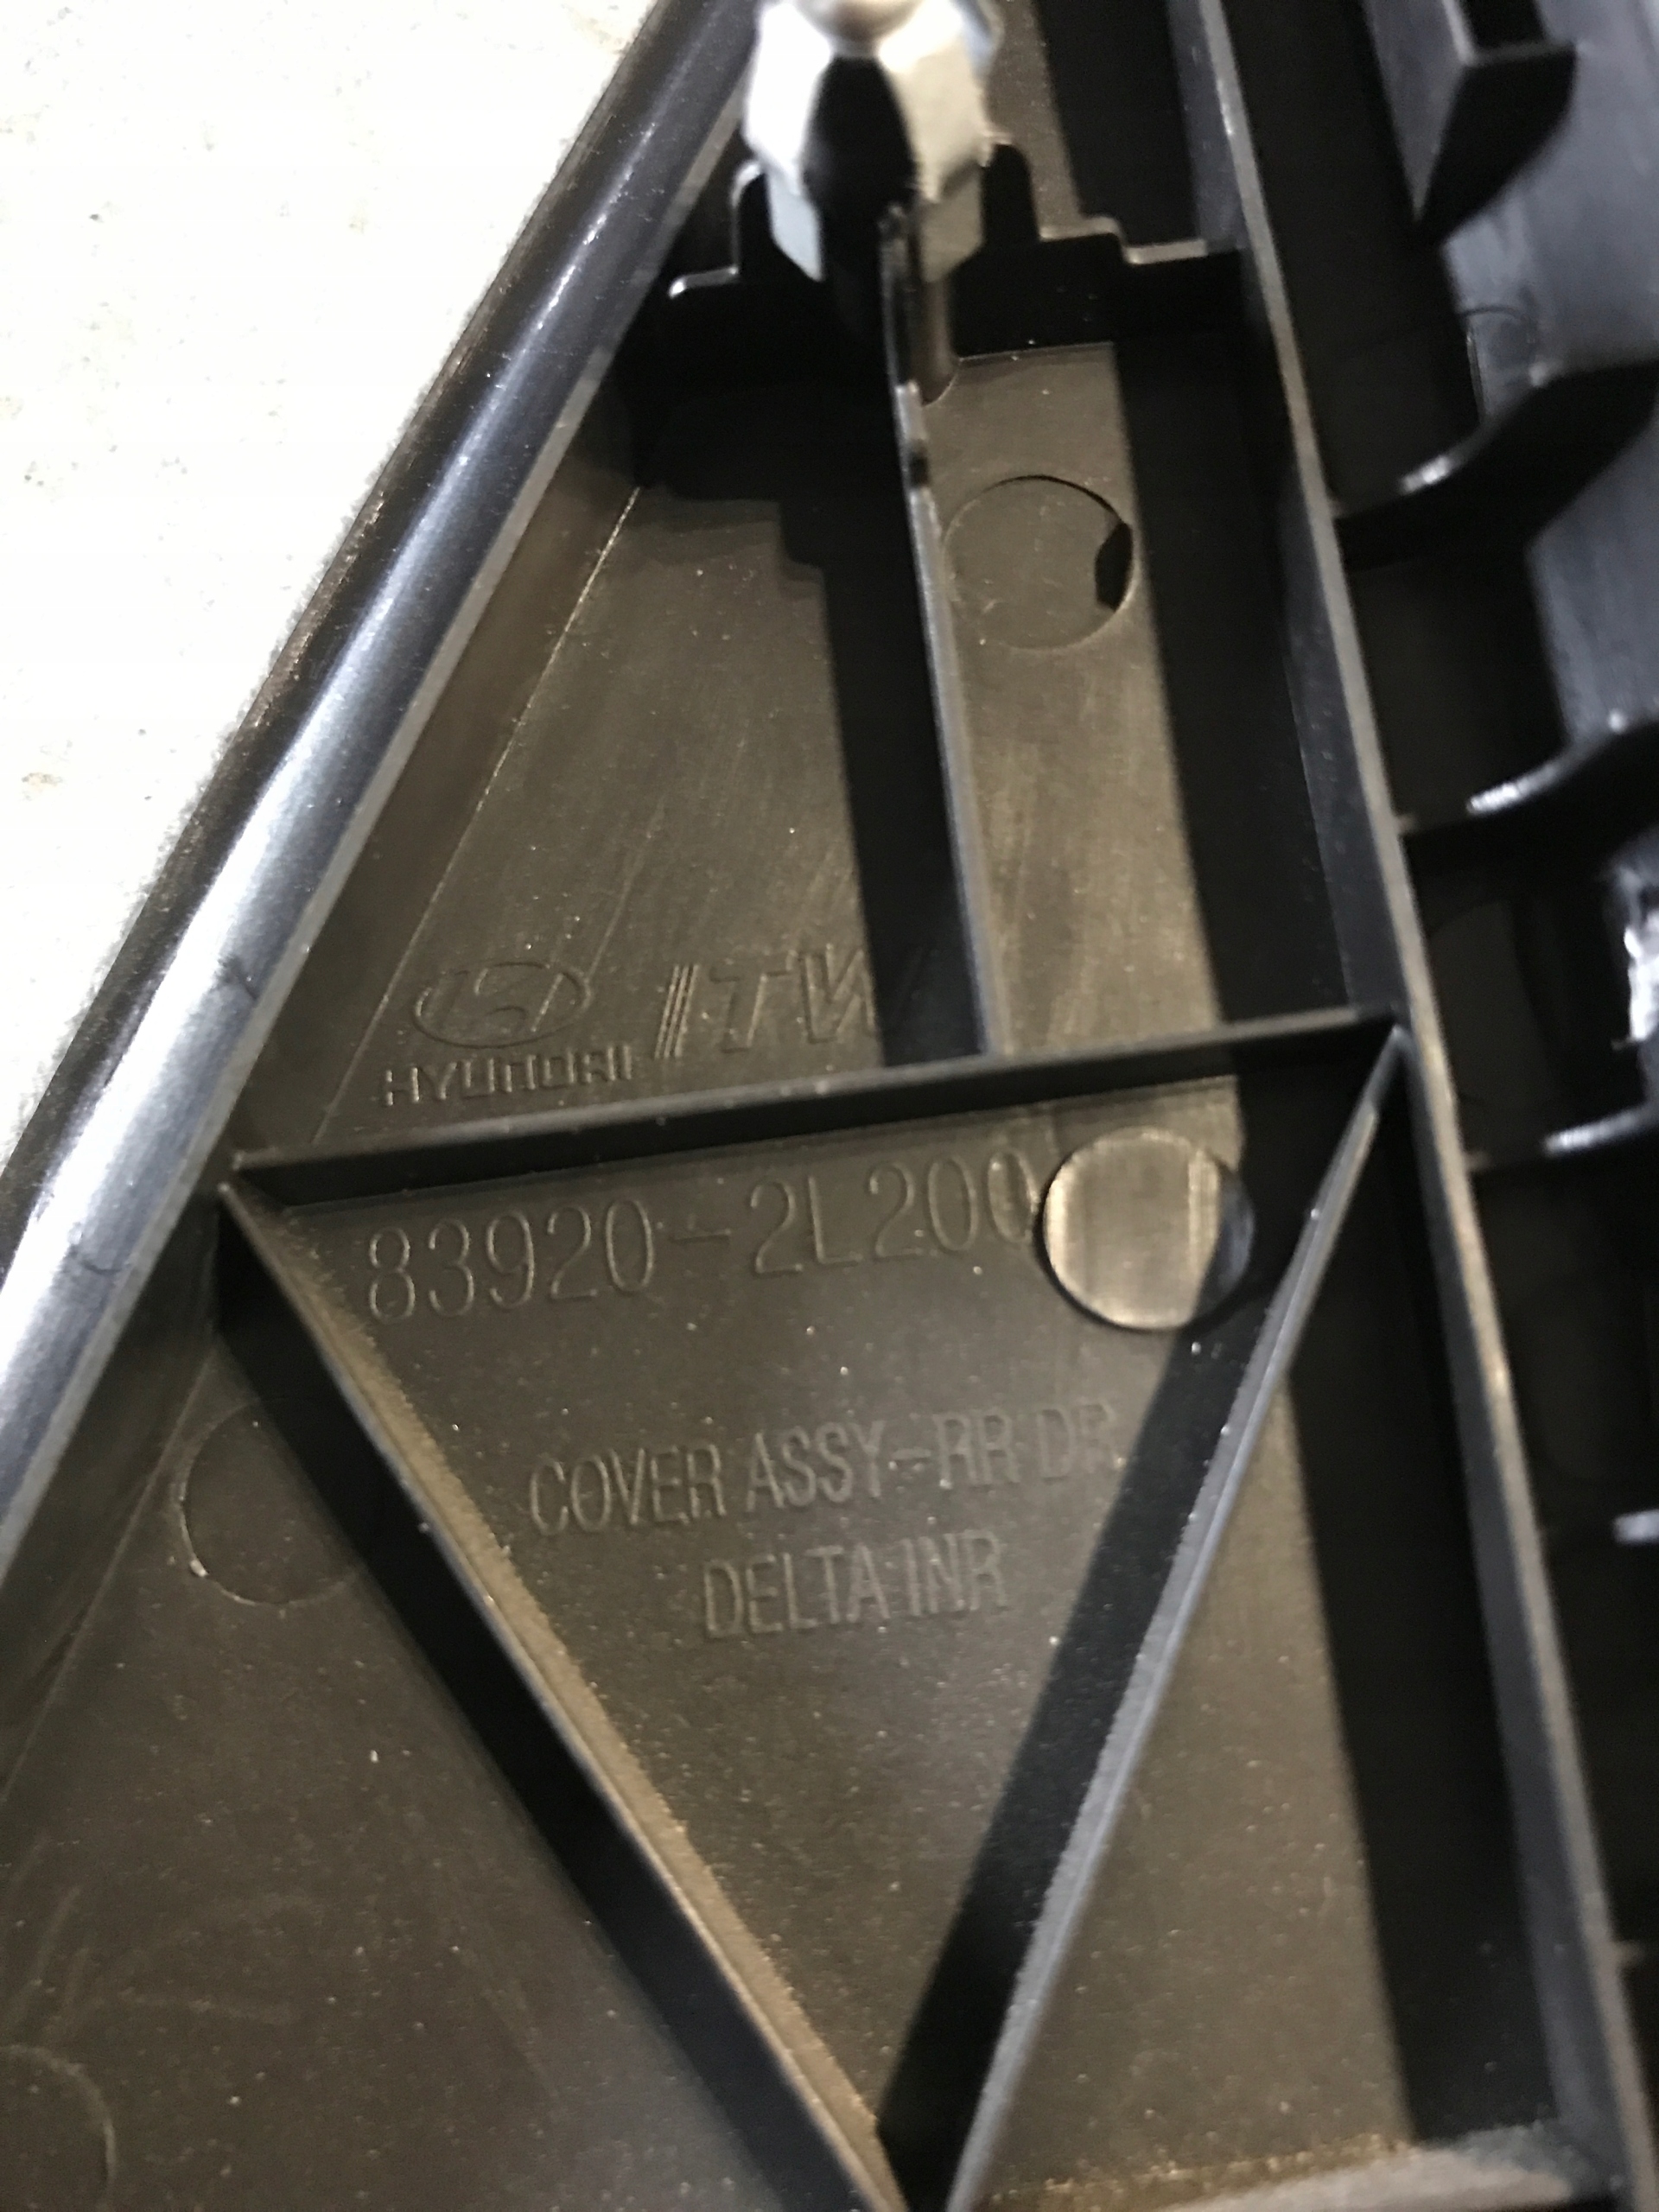 HYUNDAI ITW
83920-2L200
COVER ASSY-RR DR
DELTA INR